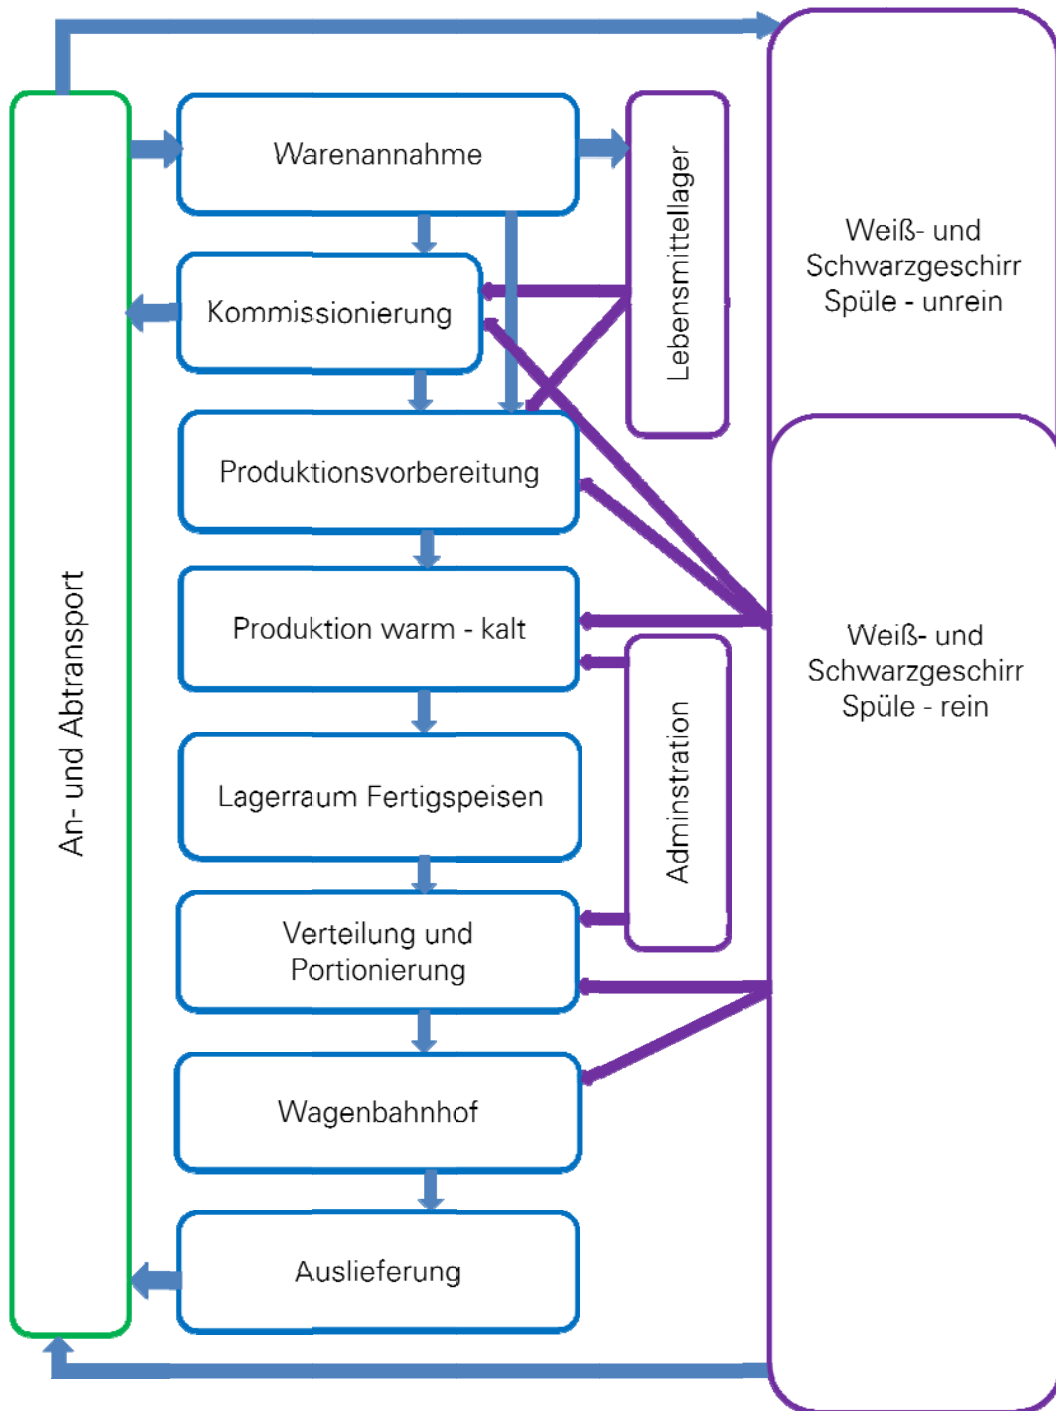 Warenannahme
Kommissionierung
Produktionsvorbereitung
Produktion warm - kalt
Lagerraum Fertigspeisen
Verteilung und
Portionierung
Wagenbahnhof
Auslieferung
An- und Abtransport
Lebensmittellager
Adminstration
Weiß- und
Schwarzgeschirr
Spüle - unrein
Weiß- und
Schwarzgeschirr
Spüle - rein